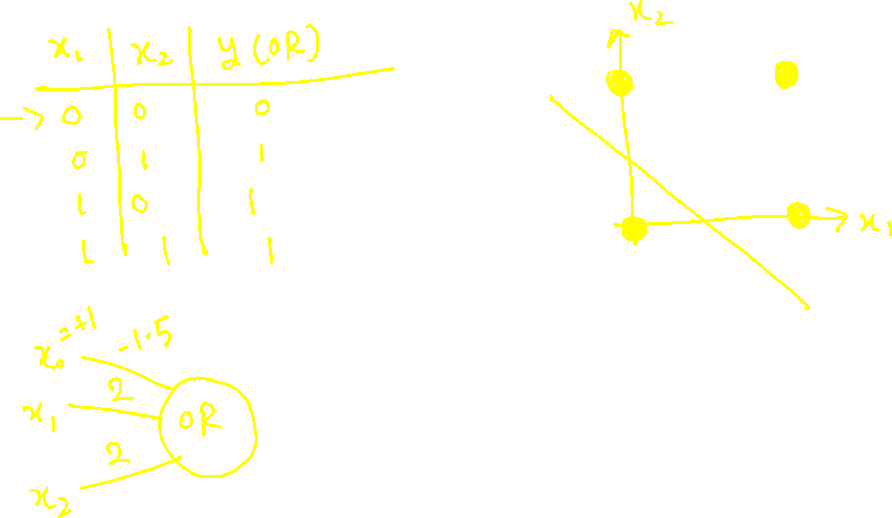 x₁ x₂ y (OR)
→ 0 0 0
0 1 1
1 0 1
1 1 1
x₂
x₁
x₀ = +1 -1.5
x₁ 2
OR
x₂ 2